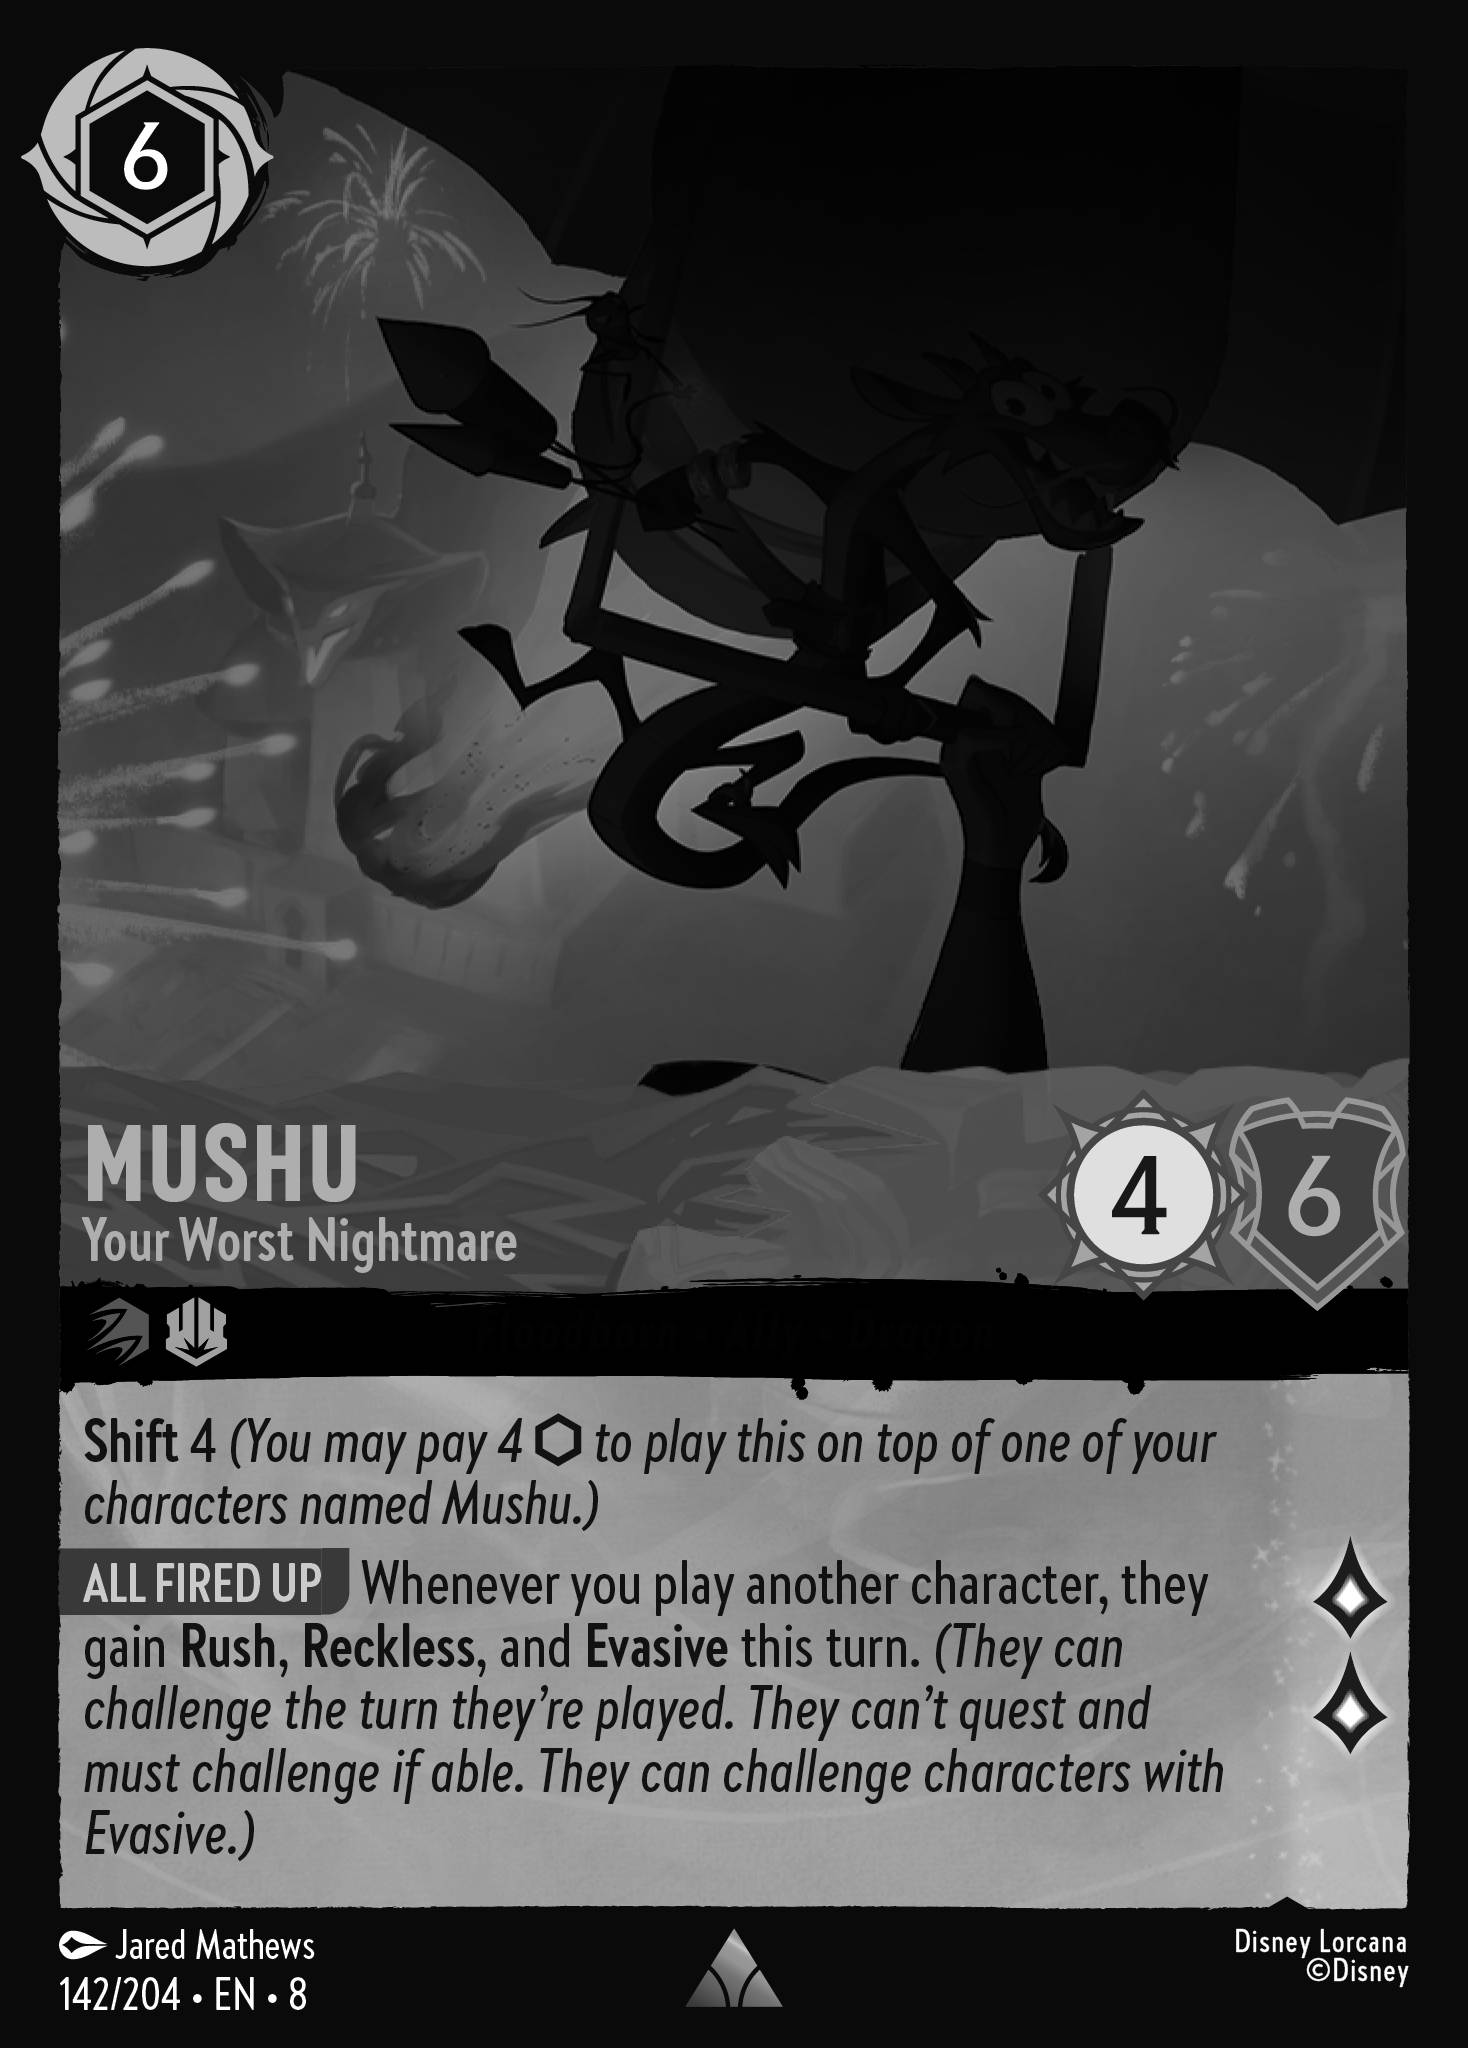 6
MUSHU
Your Worst Nightmare
4
6
Floodborn • Ally • Dragon
Shift 4 (You may pay 4 ⬡ to play this on top of one of your
characters named Mushu.)
ALL FIRED UP Whenever you play another character, they
gain Rush, Reckless, and Evasive this turn. (They can
challenge the turn they’re played. They can’t quest and
must challenge if able. They can challenge characters with
Evasive.)
Jared Mathews
142/204 • EN • 8
Disney Lorcana
©Disney